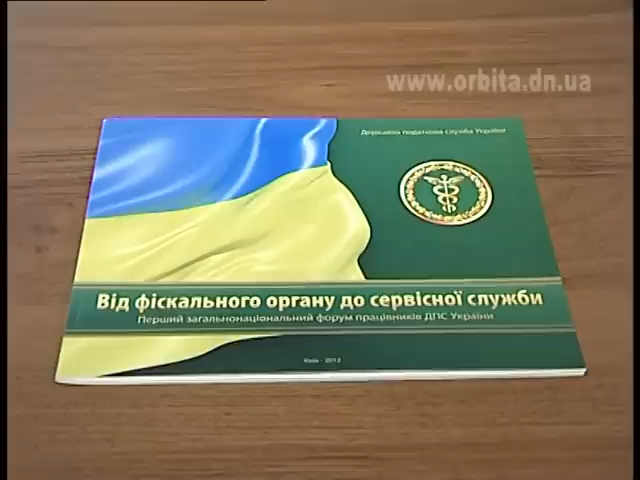 www.orbita.dn.ua
Державна податкова служба України
Від фіскального органу до сервісної служби
Перший загальнонаціональний форум працівників ДПС України